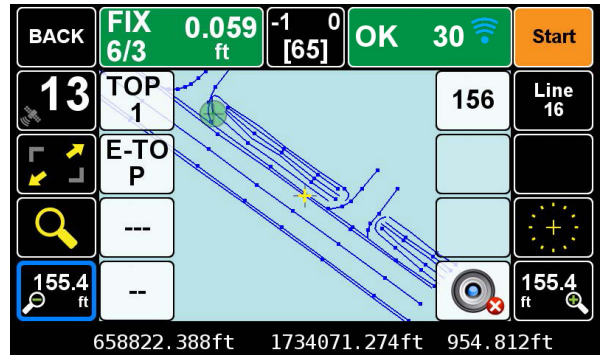 BACK
FIX 0.059
6/3 ft
-1 0
[65]
OK 30
Start
13
TOP
1
156
Line
16
E-TO
P
---
155.4
ft
--
155.4
ft
658822.388ft 1734071.274ft 954.812ft